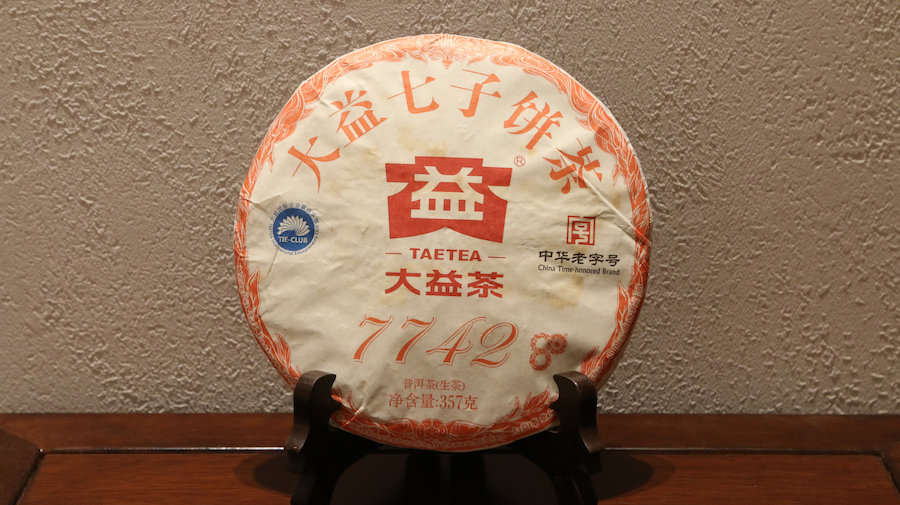 大益七子饼茶
益
®
TAETEA
大益茶
TIE-CLUB
号
中华老字号
China Time-honored Brand
7742
普洱茶(生茶)
净含量:357克